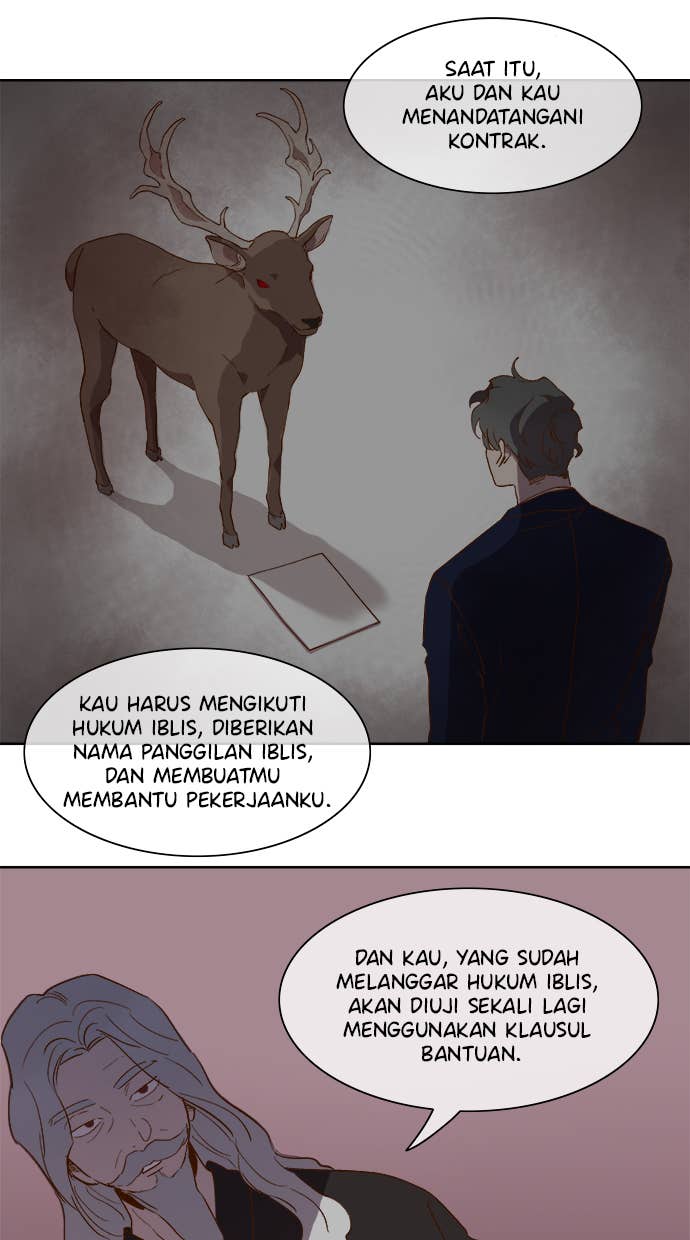 SAAT ITU,
AKU DAN KAU
MENANDATANGANI
KONTRAK.
KAU HARUS MENGIKUTI
HUKUM IBLIS, DIBERIKAN
NAMA PANGGILAN IBLIS,
DAN MEMBUATMU
MEMBANTU PEKERJAANKU.
DAN KAU, YANG SUDAH
MELANGGAR HUKUM IBLIS,
AKAN DIUJI SEKALI LAGI
MENGGUNAKAN KLAUSUL
BANTUAN.